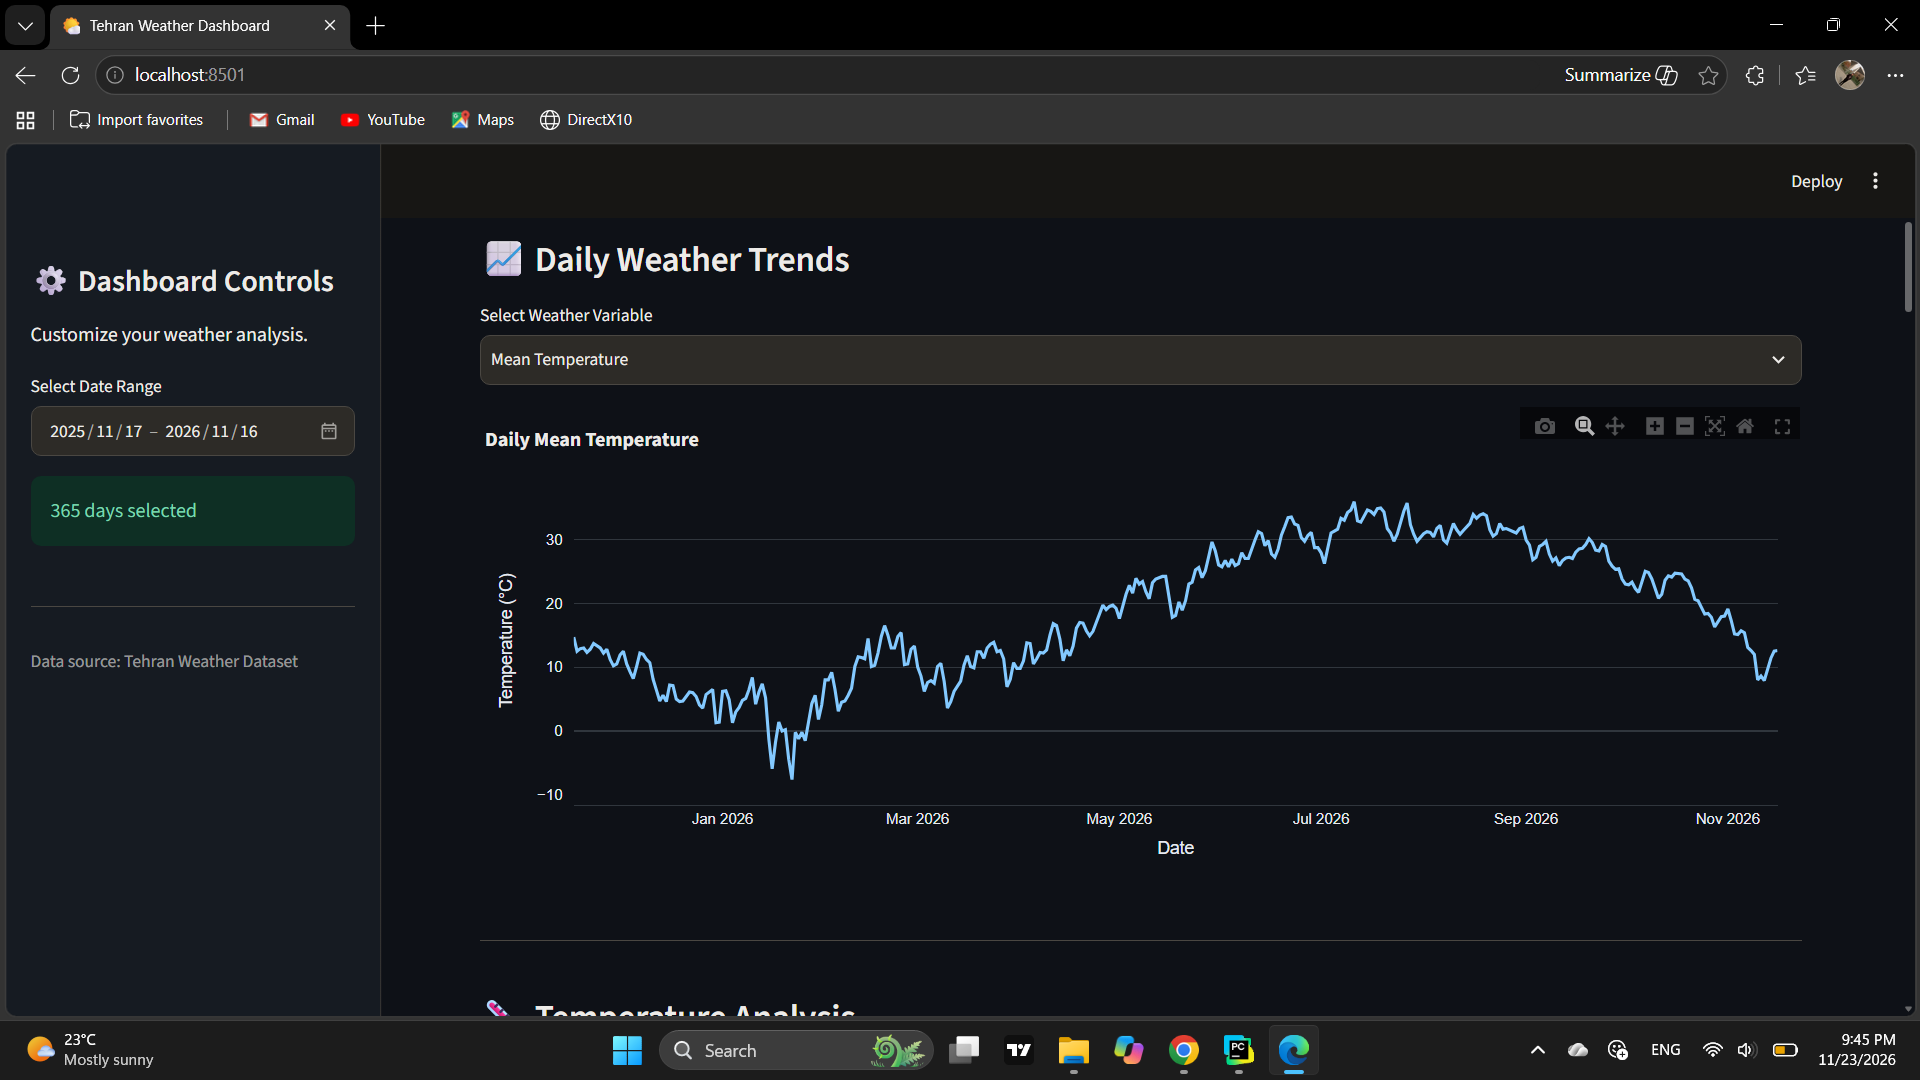 Tehran Weather Dashboard
localhost:8501
Summarize
Import favorites
Gmail
YouTube
Maps
DirectX10
Deploy
Dashboard Controls
Customize your weather analysis.
Select Date Range
2025/11/17 – 2026/11/16
365 days selected
Data source: Tehran Weather Dataset
Daily Weather Trends
Select Weather Variable
Mean Temperature
Daily Mean Temperature
Temperature (°C)
30
20
10
0
−10
Jan 2026
Mar 2026
May 2026
Jul 2026
Sep 2026
Nov 2026
Date
Temperature Analysis
23°C
Mostly sunny
Search
PC
ENG
9:45 PM
11/23/2026